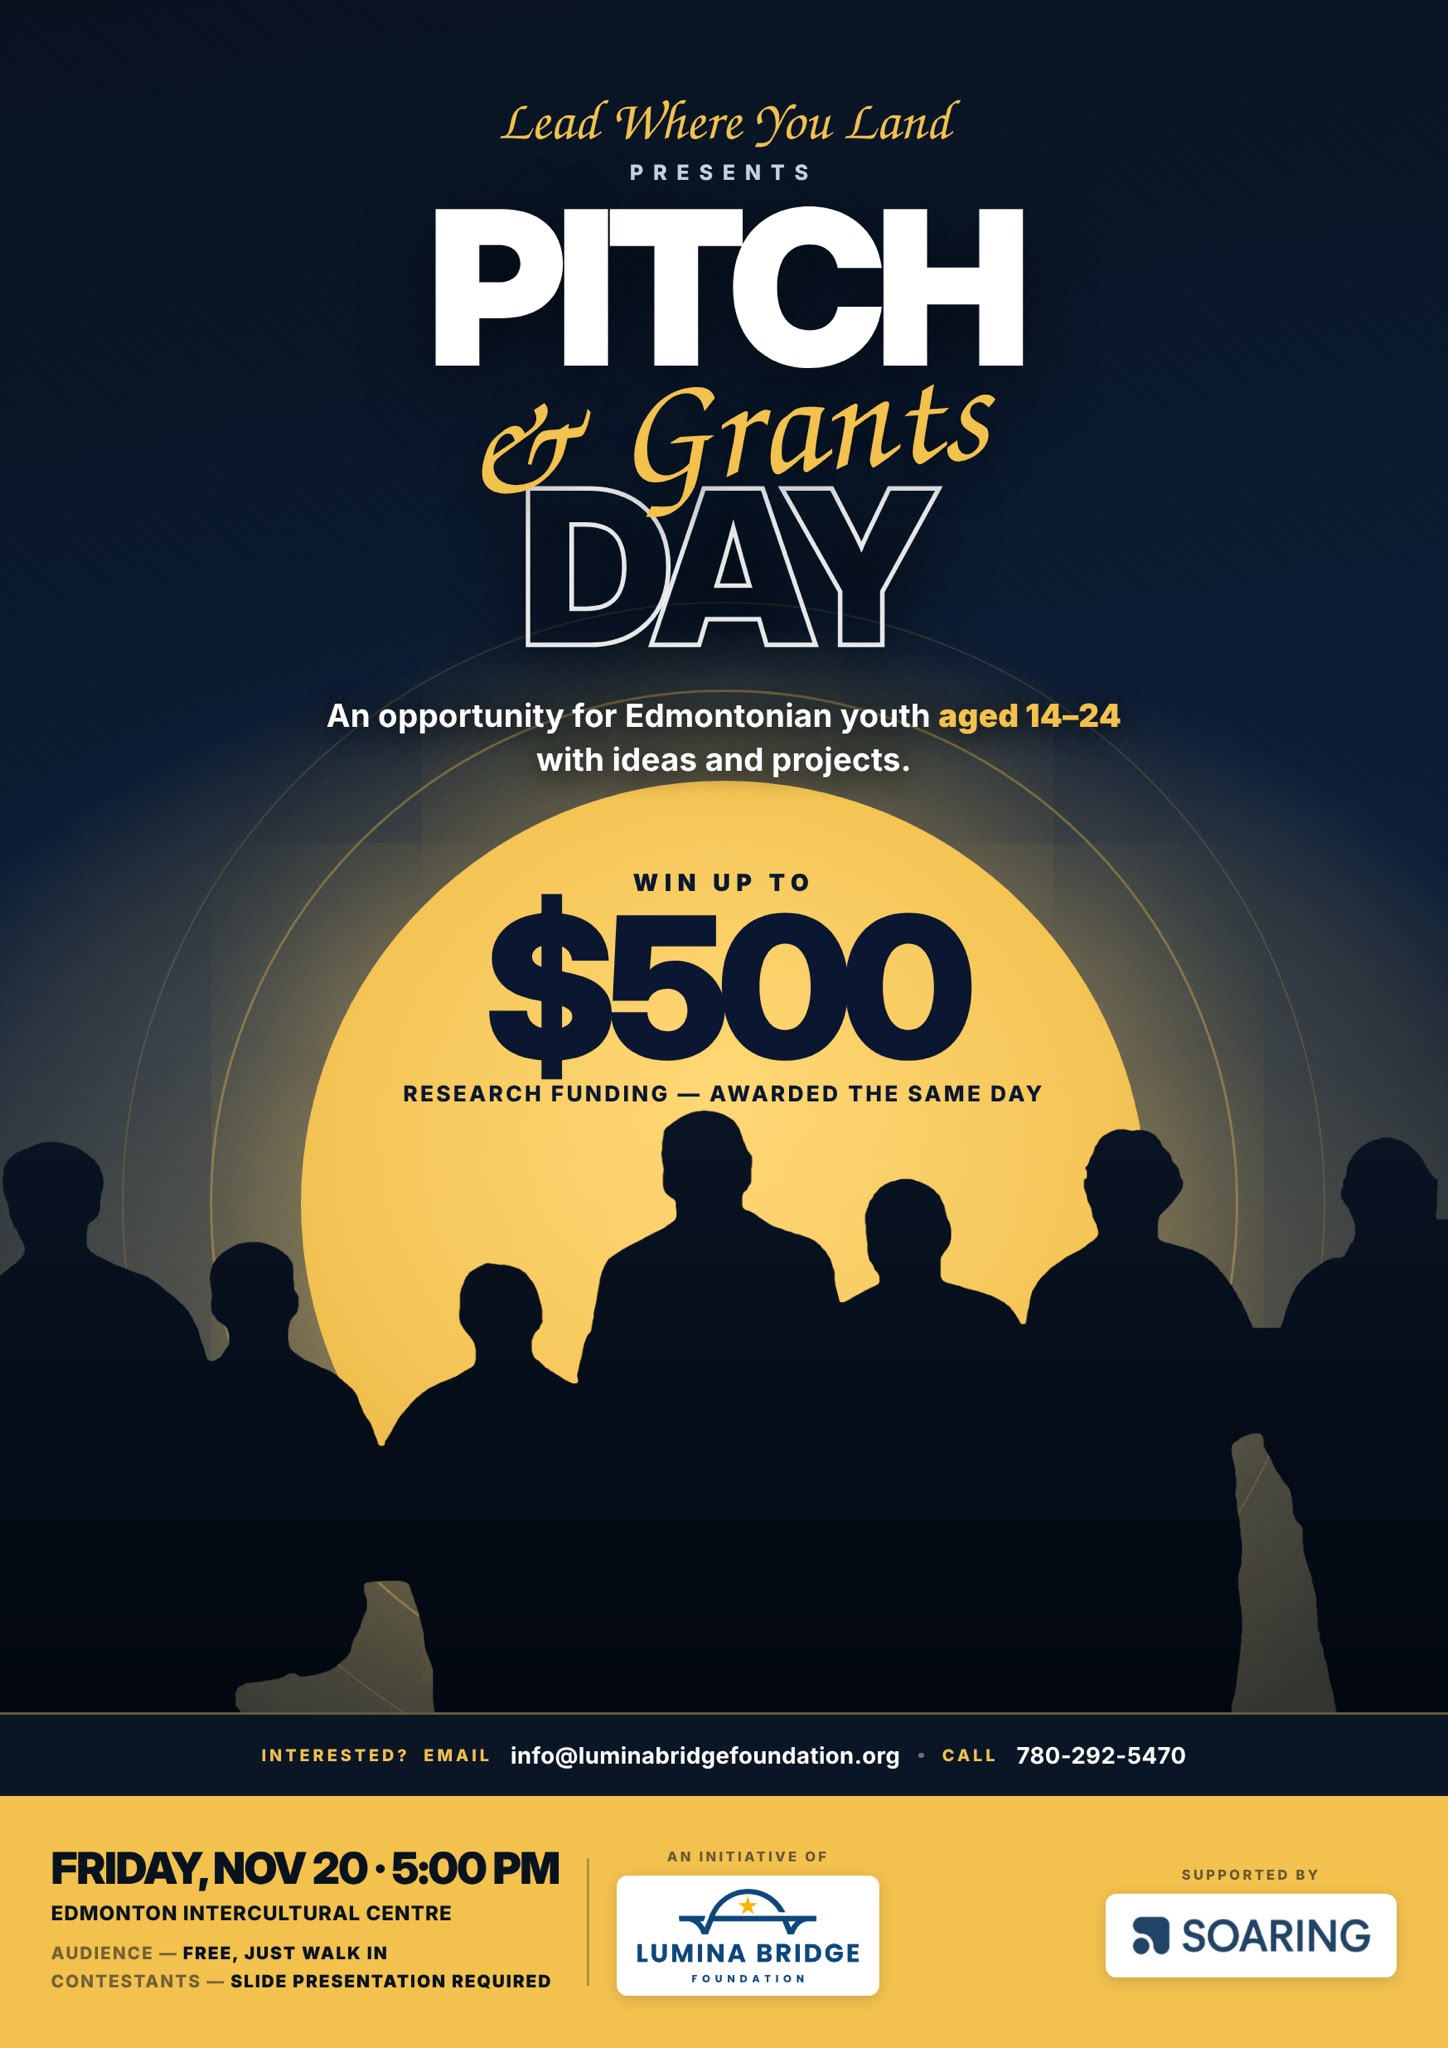 Lead Where You Land
PRESENTS
PITCH
& Grants
DAY
An opportunity for Edmontonian youth aged 14–24
with ideas and projects.
WIN UP TO
$500
RESEARCH FUNDING — AWARDED THE SAME DAY
INTERESTED? EMAIL info@luminabridgefoundation.org • CALL 780-292-5470
FRIDAY, NOV 20 · 5:00 PM
EDMONTON INTERCULTURAL CENTRE
AUDIENCE — FREE, JUST WALK IN
CONTESTANTS — SLIDE PRESENTATION REQUIRED
AN INITIATIVE OF
LUMINA BRIDGE
FOUNDATION
SUPPORTED BY
SOARING